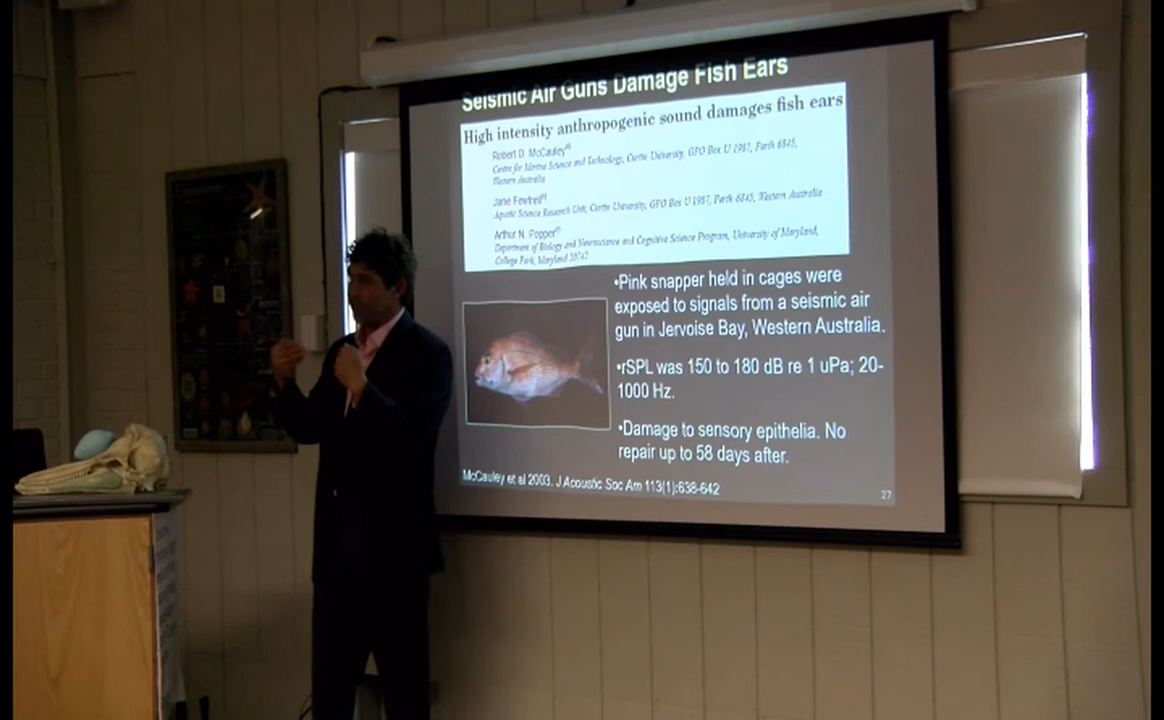 Seismic Air Guns Damage Fish Ears
High intensity anthropogenic sound damages fish ears
Robert D. McCauley
Centre for Marine Science and Technology, Curtin University, GPO Box U 1987, Perth 6845,
Western Australia
Jane Fewtrell
Aquatic Science Research Unit, Curtin University, GPO Box U 1987, Perth 6845, Western Australia
Arthur N. Popper
Department of Biology and Neuroscience and Cognitive Science Program, University of Maryland,
College Park, Maryland 20742
•Pink snapper held in cages were
exposed to signals from a seismic air
gun in Jervoise Bay, Western Australia.
•rSPL was 150 to 180 dB re 1 uPa; 20-
1000 Hz.
•Damage to sensory epithelia. No
repair up to 58 days after.
McCauley et al 2003. J Acoustic Soc Am 113(1):638-642
27